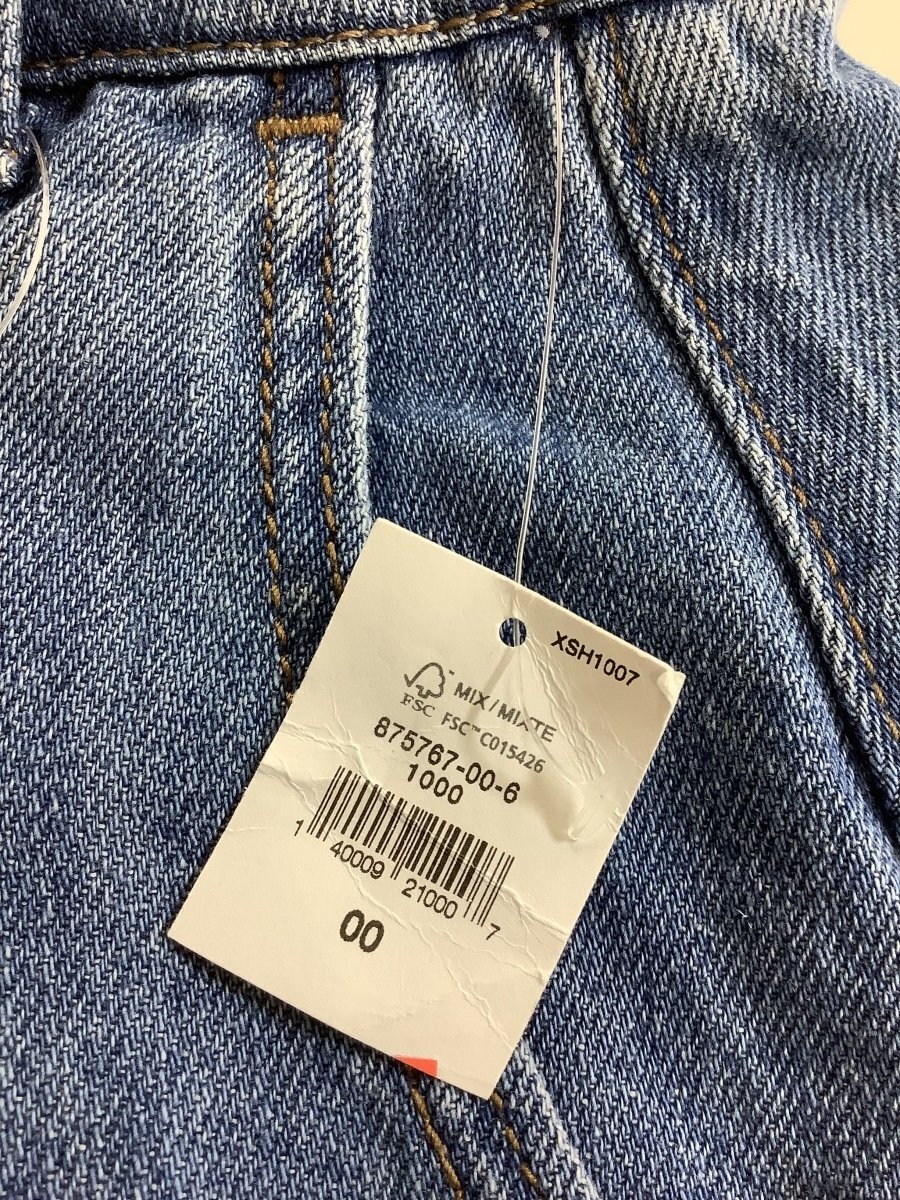 XSH1007
MIX/MIXTE
FSC FSC™ C015426
875767-00-6
1000
1 40009 21000 7
00